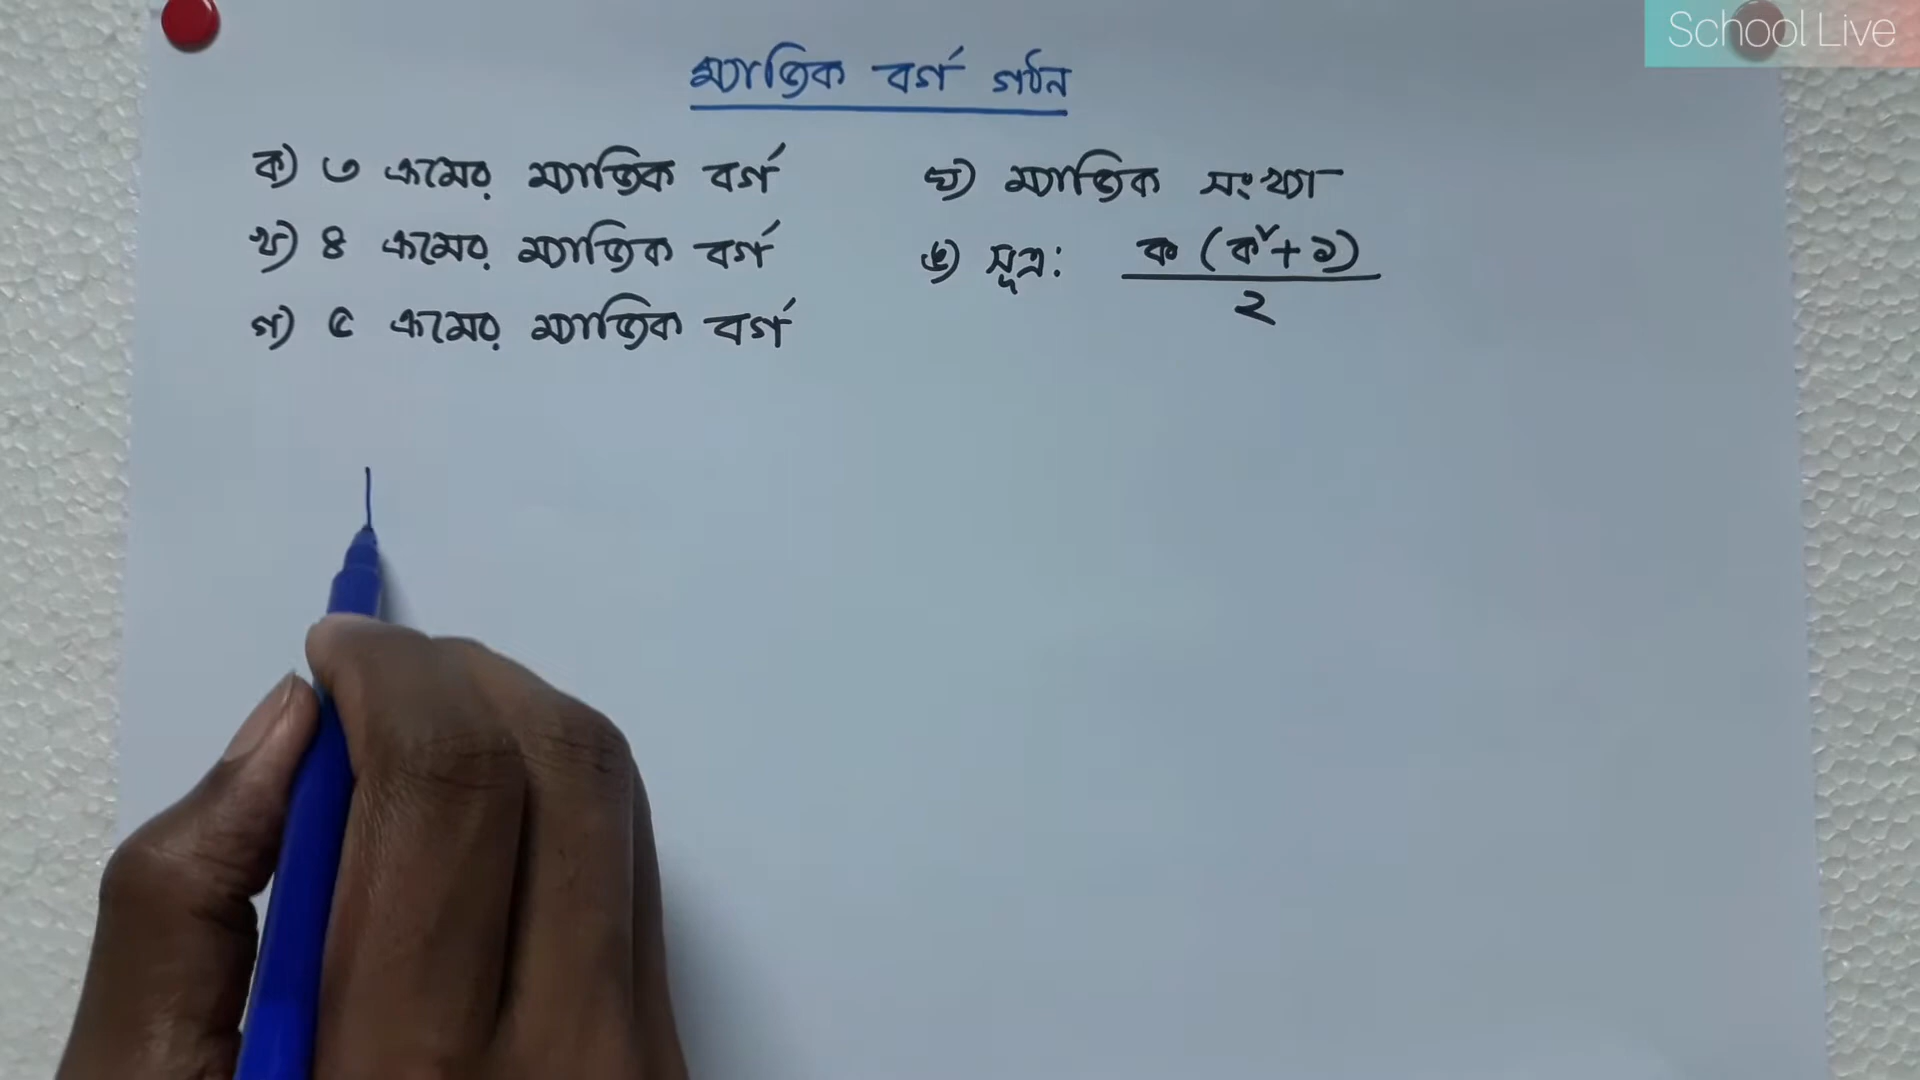 School Live
ম্যাজিক বর্গ গঠন
ক) ৩ ক্রমের ম্যাজিক বর্গ
খ) ৪ ক্রমের ম্যাজিক বর্গ
গ) ৫ ক্রমের ম্যাজিক বর্গ
ঘ) ম্যাজিক সংখ্যা
ঙ) সূত্র: ক (ক² + ১)
২